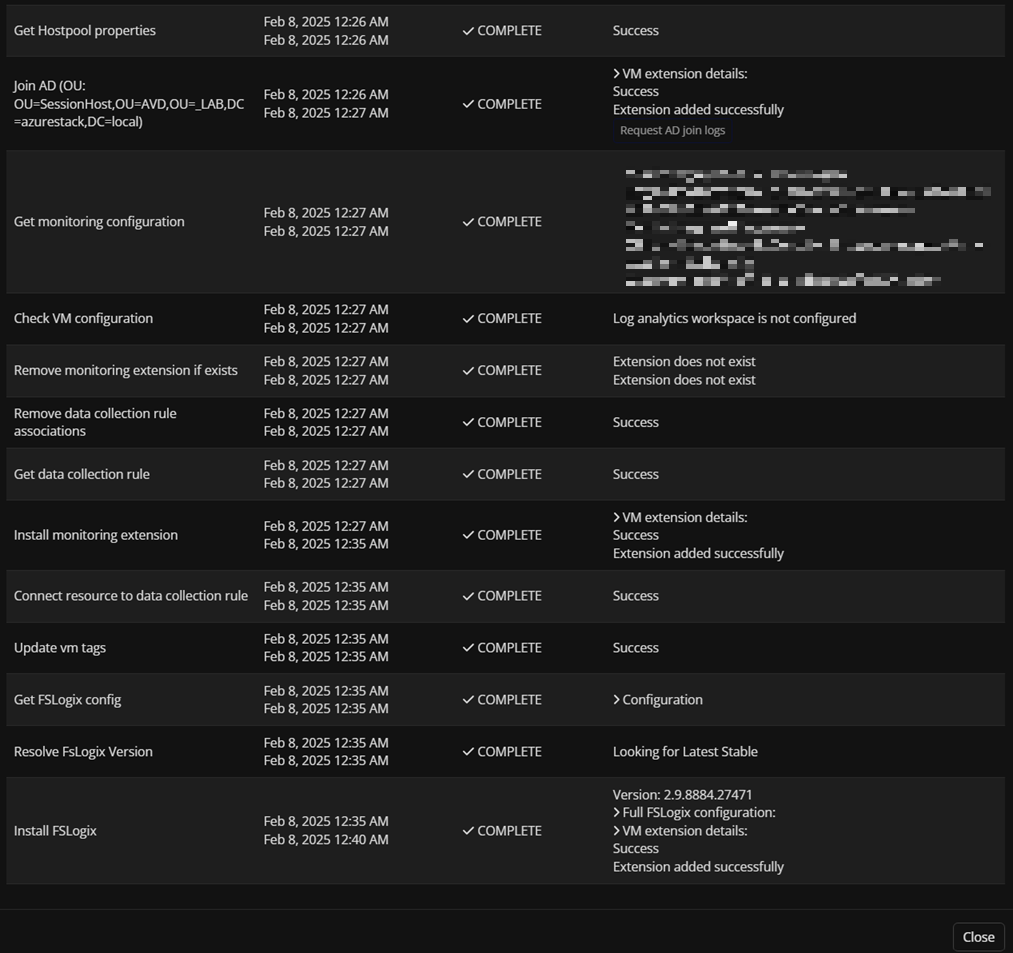 Get Hostpool properties
Feb 8, 2025 12:26 AM
Feb 8, 2025 12:26 AM
COMPLETE
Success
Join AD (OU:
OU=SessionHost,OU=AVD,OU=_LAB,DC
=azurestack,DC=local)
Feb 8, 2025 12:26 AM
Feb 8, 2025 12:27 AM
COMPLETE
VM extension details:
Success
Extension added successfully
Request AD join logs
Get monitoring configuration
Feb 8, 2025 12:27 AM
Feb 8, 2025 12:27 AM
COMPLETE
Check VM configuration
Feb 8, 2025 12:27 AM
Feb 8, 2025 12:27 AM
COMPLETE
Log analytics workspace is not configured
Remove monitoring extension if exists
Feb 8, 2025 12:27 AM
Feb 8, 2025 12:27 AM
COMPLETE
Extension does not exist
Extension does not exist
Remove data collection rule
associations
Feb 8, 2025 12:27 AM
Feb 8, 2025 12:27 AM
COMPLETE
Success
Get data collection rule
Feb 8, 2025 12:27 AM
Feb 8, 2025 12:27 AM
COMPLETE
Success
Install monitoring extension
Feb 8, 2025 12:27 AM
Feb 8, 2025 12:35 AM
COMPLETE
VM extension details:
Success
Extension added successfully
Connect resource to data collection rule
Feb 8, 2025 12:35 AM
Feb 8, 2025 12:35 AM
COMPLETE
Success
Update vm tags
Feb 8, 2025 12:35 AM
Feb 8, 2025 12:35 AM
COMPLETE
Success
Get FSLogix config
Feb 8, 2025 12:35 AM
Feb 8, 2025 12:35 AM
COMPLETE
Configuration
Resolve FsLogix Version
Feb 8, 2025 12:35 AM
Feb 8, 2025 12:35 AM
COMPLETE
Looking for Latest Stable
Install FSLogix
Feb 8, 2025 12:35 AM
Feb 8, 2025 12:40 AM
COMPLETE
Version: 2.9.8884.27471
Full FSLogix configuration:
VM extension details:
Success
Extension added successfully
Close